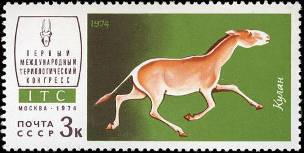 ПЕРВЫЙ
МЕЖДУНАРОДНЫЙ
ТЕРИОЛОГИЧЕСКИЙ
КОНГРЕСС
ITC
МОСКВА-1974
ПОЧТА
СССР 3к
1974
Кулан